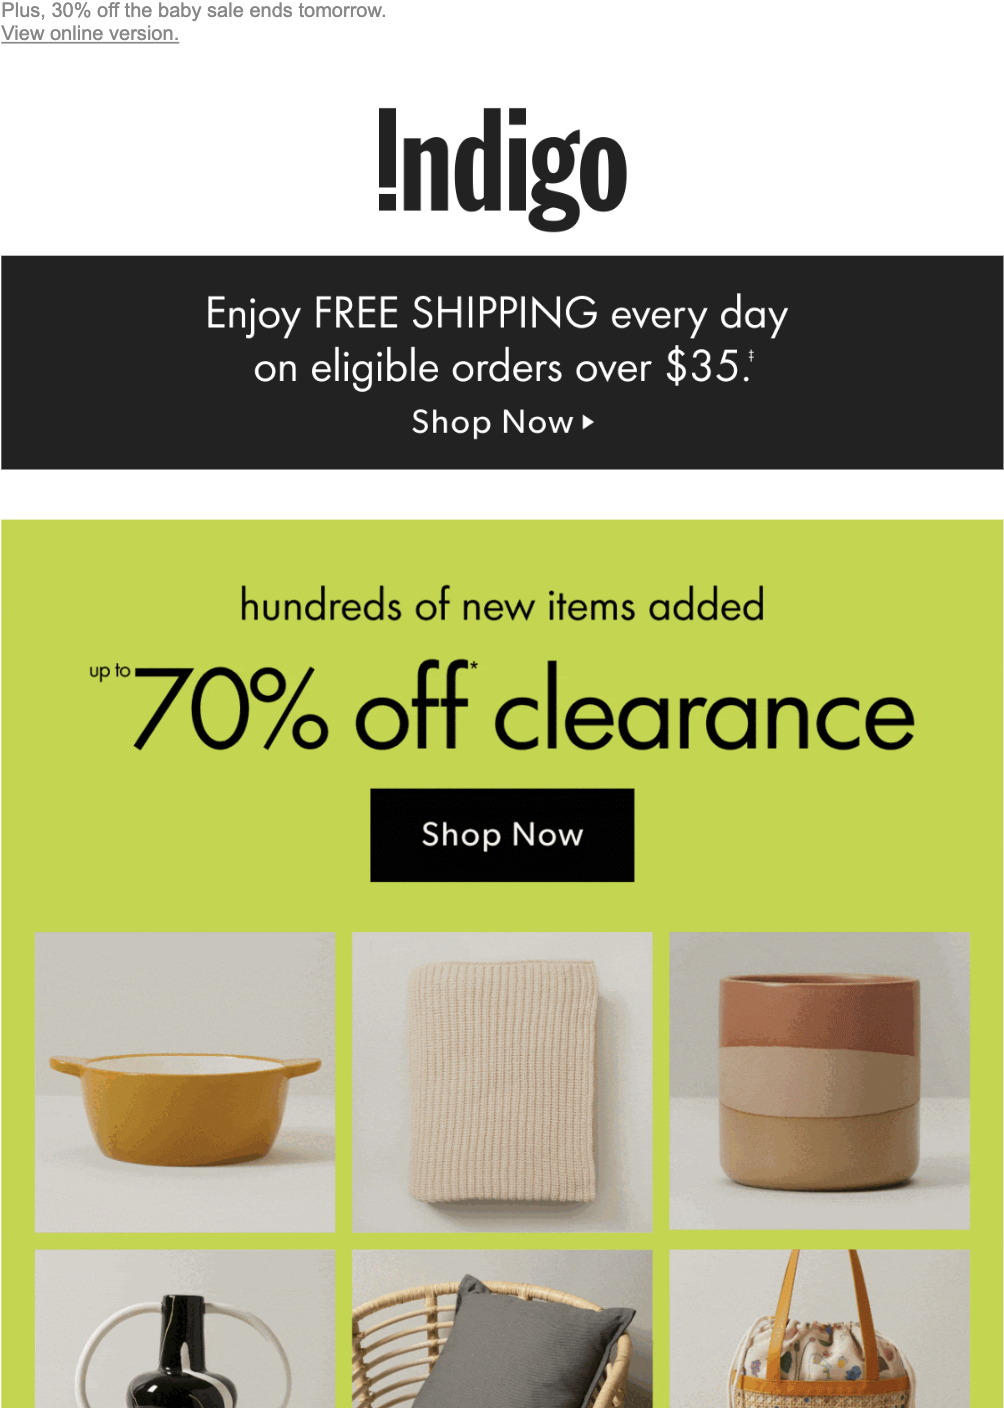 Plus, 30% off the baby sale ends tomorrow.
View online version.
!ndigo
Enjoy FREE SHIPPING every day
on eligible orders over $35.‡
Shop Now ▸
hundreds of new items added
up to 70% off* clearance
Shop Now